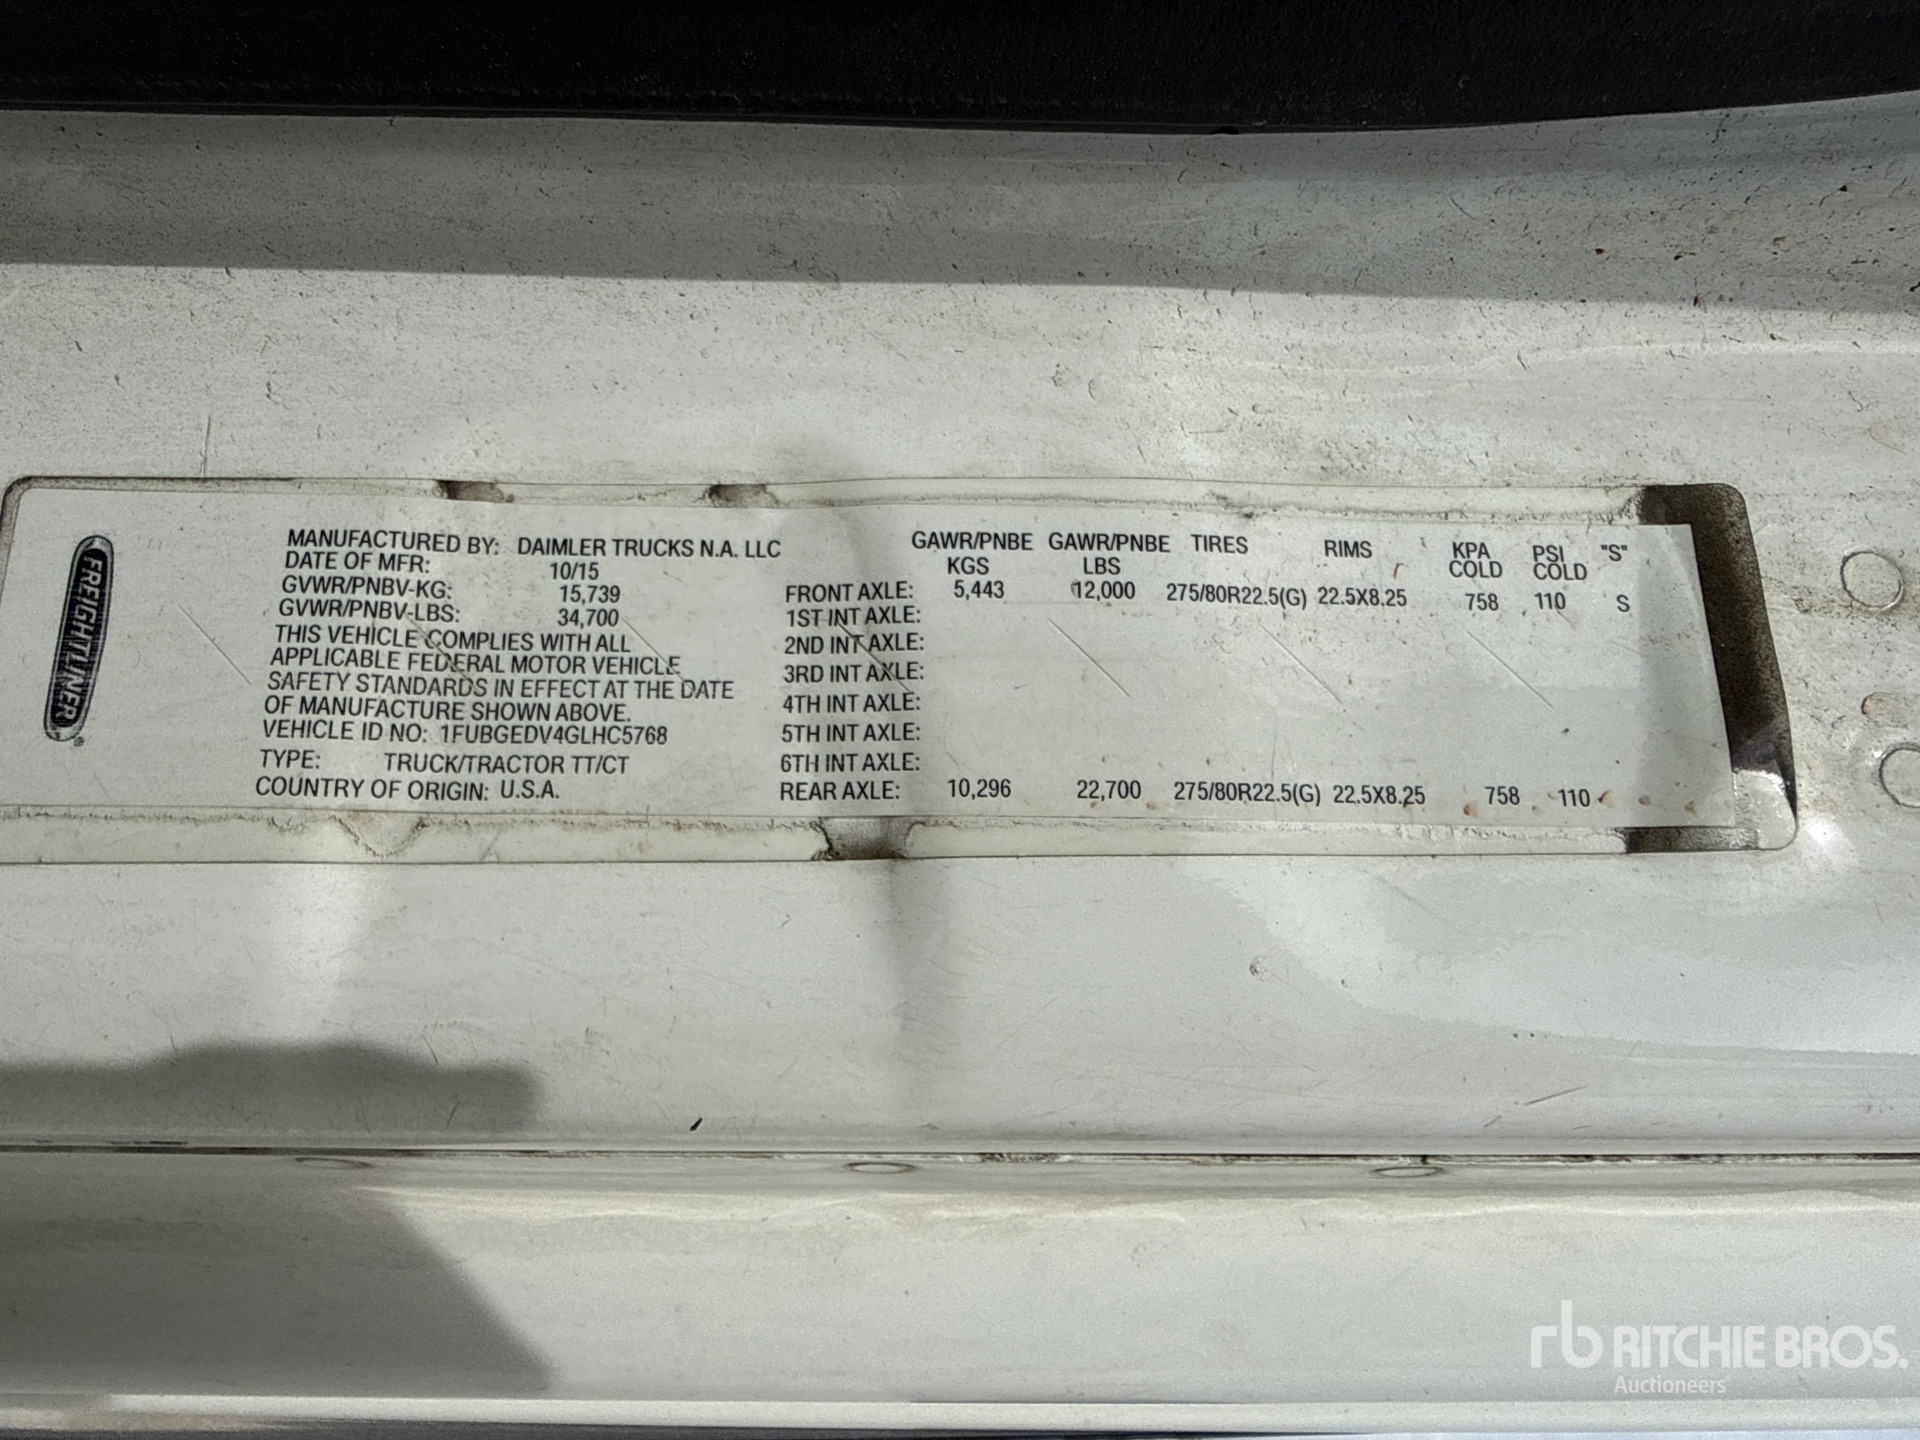 FREIGHTLINER
MANUFACTURED BY: DAIMLER TRUCKS N.A. LLC
DATE OF MFR: 10/15
GVWR/PNBV-KG: 15,739
GVWR/PNBV-LBS: 34,700
THIS VEHICLE COMPLIES WITH ALL
APPLICABLE FEDERAL MOTOR VEHICLE
SAFETY STANDARDS IN EFFECT AT THE DATE
OF MANUFACTURE SHOWN ABOVE.
VEHICLE ID NO: 1FUBGEDV4GLHC5768
TYPE: TRUCK/TRACTOR TT/CT
COUNTRY OF ORIGIN: U.S.A.
GAWR/PNBE GAWR/PNBE TIRES RIMS KPA PSI "S"
KGS LBS COLD COLD
FRONT AXLE: 5,443 12,000 275/80R22.5(G) 22.5X8.25 758 110 S
1ST INT AXLE:
2ND INT AXLE:
3RD INT AXLE:
4TH INT AXLE:
5TH INT AXLE:
6TH INT AXLE:
REAR AXLE: 10,296 22,700 275/80R22.5(G) 22.5X8.25 758 110
rb RITCHIE BROS.
Auctioneers